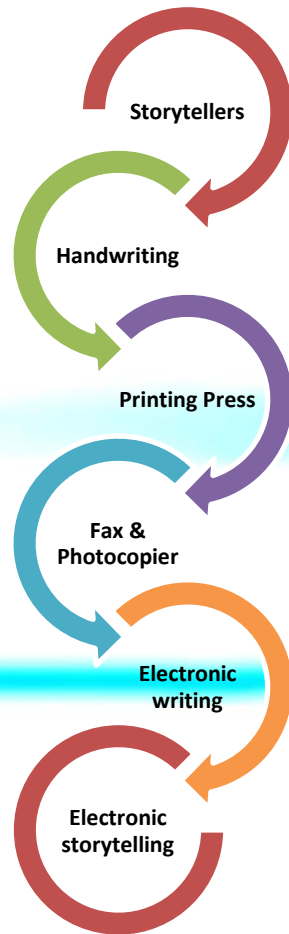 Storytellers
Handwriting
Printing Press
Fax &
Photocopier
Electronic
writing
Electronic
storytelling